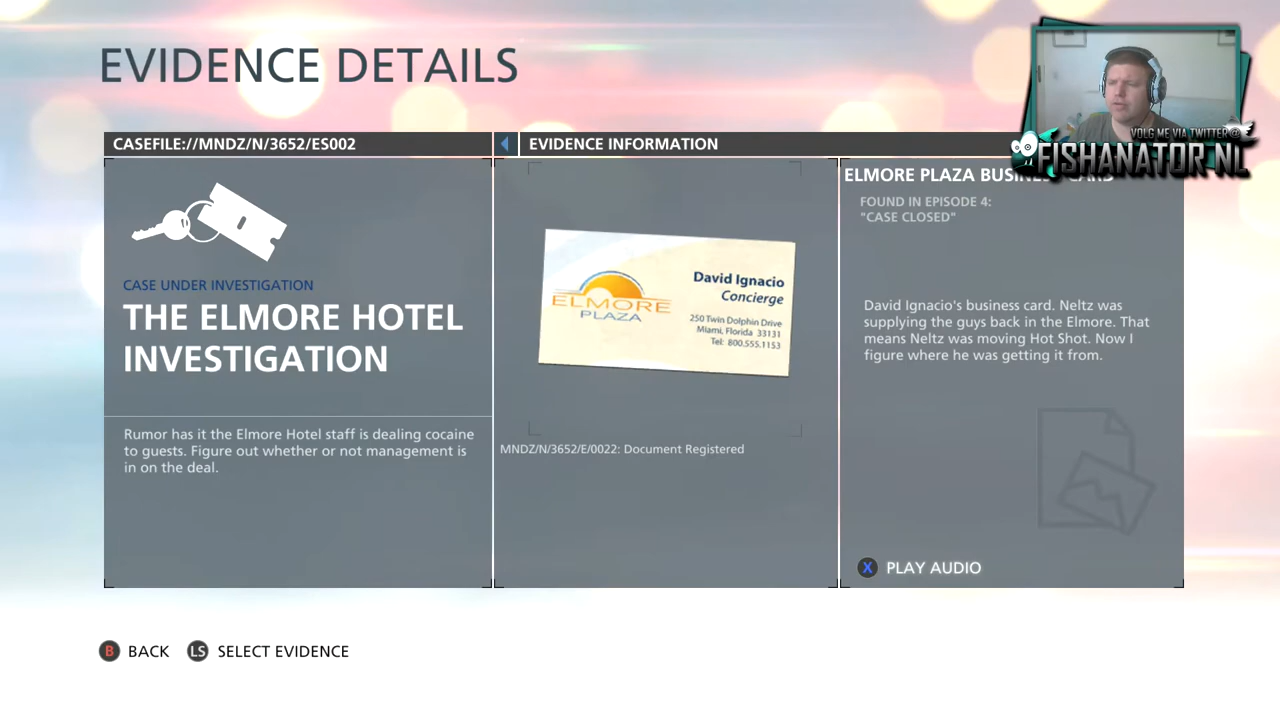 EVIDENCE DETAILS
CASEFILE://MNDZ/N/3652/ES002
CASE UNDER INVESTIGATION
THE ELMORE HOTEL
INVESTIGATION
Rumor has it the Elmore Hotel staff is dealing cocaine
to guests. Figure out whether or not management is
in on the deal.
EVIDENCE INFORMATION
ELMORE
PLAZA
David Ignacio
Concierge
250 Twin Dolphin Drive
Miami, Florida 33131
Tel: 800.555.1153
MNDZ/N/3652/E/0022: Document Registered
VOLG ME VIA TWITTER @
FISHANATOR NL
ELMORE PLAZA BUSINESS CARD
FOUND IN EPISODE 4:
"CASE CLOSED"
David Ignacio's business card. Neltz was
supplying the guys back in the Elmore. That
means Neltz was moving Hot Shot. Now I
figure where he was getting it from.
X PLAY AUDIO
B BACK LS SELECT EVIDENCE